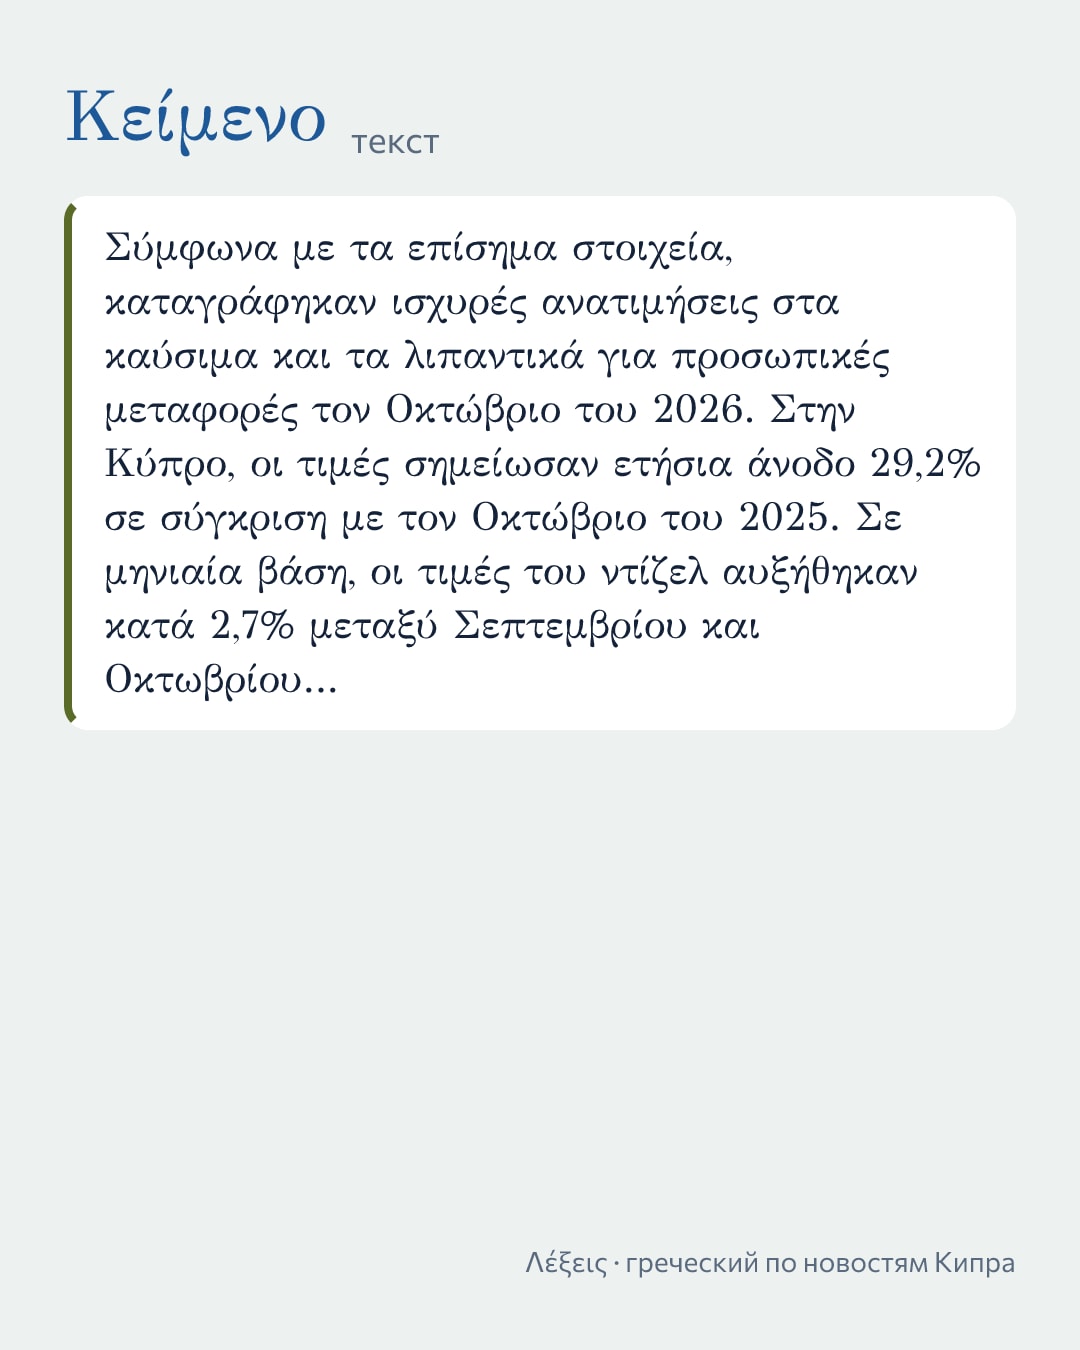 Κείμενο текст
Σύμφωνα με τα επίσημα στοιχεία,
καταγράφηκαν ισχυρές ανατιμήσεις στα
καύσιμα και τα λιπαντικά για προσωπικές
μεταφορές τον Οκτώβριο του 2026. Στην
Κύπρο, οι τιμές σημείωσαν ετήσια άνοδο 29,2%
σε σύγκριση με τον Οκτώβριο του 2025. Σε
μηνιαία βάση, οι τιμές του ντίζελ αυξήθηκαν
κατά 2,7% μεταξύ Σεπτεμβρίου και
Οκτωβρίου...
Λέξεις · греческий по новостям Кипра